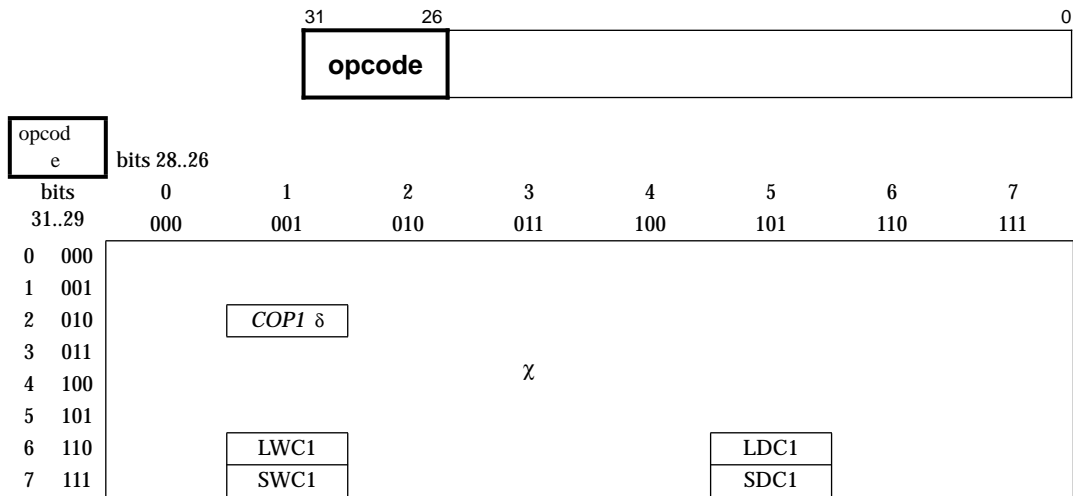 31 26 0
opcode
opcod
e bits 28..26
bits 0 1 2 3 4 5 6 7
31..29 000 001 010 011 100 101 110 111
0 000
1 001
2 010 COP1 δ
3 011
χ
4 100
5 101
6 110 LWC1 LDC1
7 111 SWC1 SDC1